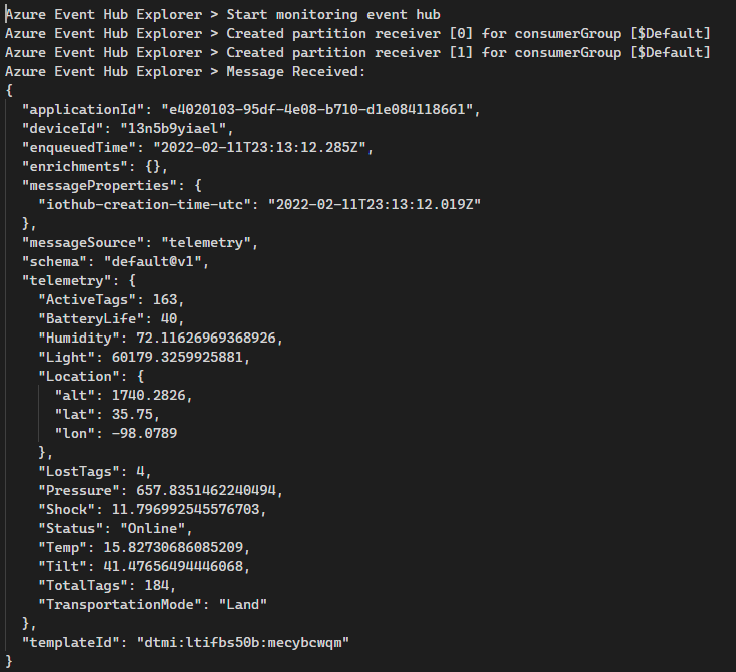 Azure Event Hub Explorer > Start monitoring event hub
Azure Event Hub Explorer > Created partition receiver [0] for consumerGroup [$Default]
Azure Event Hub Explorer > Created partition receiver [1] for consumerGroup [$Default]
Azure Event Hub Explorer > Message Received:
{
  "applicationId": "e4020103-95df-4e08-b710-d1e084118661",
  "deviceId": "13n5b9yiael",
  "enqueuedTime": "2022-02-11T23:13:12.285Z",
  "enrichments": {},
  "messageProperties": {
    "iothub-creation-time-utc": "2022-02-11T23:13:12.019Z"
  },
  "messageSource": "telemetry",
  "schema": "default@v1",
  "telemetry": {
    "ActiveTags": 163,
    "BatteryLife": 40,
    "Humidity": 72.11626969368926,
    "Light": 60179.3259925881,
    "Location": {
      "alt": 1740.2826,
      "lat": 35.75,
      "lon": -98.0789
    },
    "LostTags": 4,
    "Pressure": 657.8351462240494,
    "Shock": 11.796992545576703,
    "Status": "Online",
    "Temp": 15.82730686085209,
    "Tilt": 41.47656494446068,
    "TotalTags": 184,
    "TransportationMode": "Land"
  },
  "templateId": "dtmi:ltifbs50b:mecybcwqm"
}